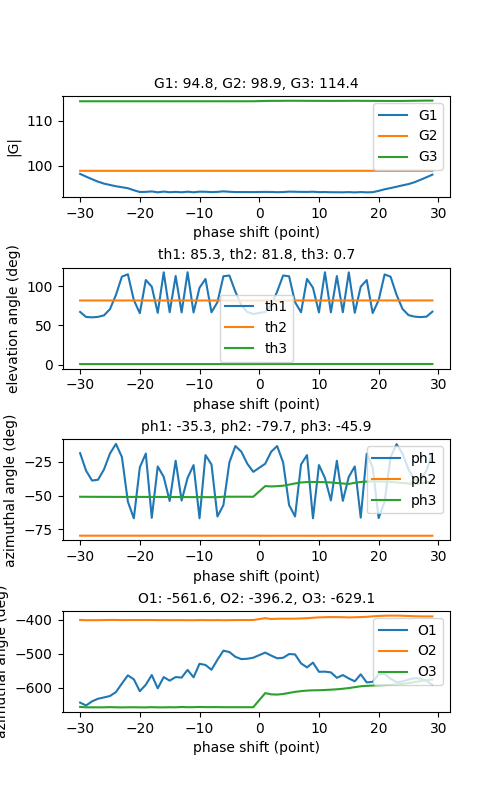 G1: 94.8, G2: 98.9, G3: 114.4
|G|
110
100
G1
G2
G3
−30 −20 −10 0 10 20 30
phase shift (point)
th1: 85.3, th2: 81.8, th3: 0.7
elevation angle (deg)
100
50
0
th1
th2
th3
−30 −20 −10 0 10 20 30
phase shift (point)
ph1: -35.3, ph2: -79.7, ph3: -45.9
azimuthal angle (deg)
−25
−50
−75
ph1
ph2
ph3
−30 −20 −10 0 10 20 30
phase shift (point)
O1: -561.6, O2: -396.2, O3: -629.1
azimuthal angle (deg)
−400
−500
−600
O1
O2
O3
−30 −20 −10 0 10 20 30
phase shift (point)